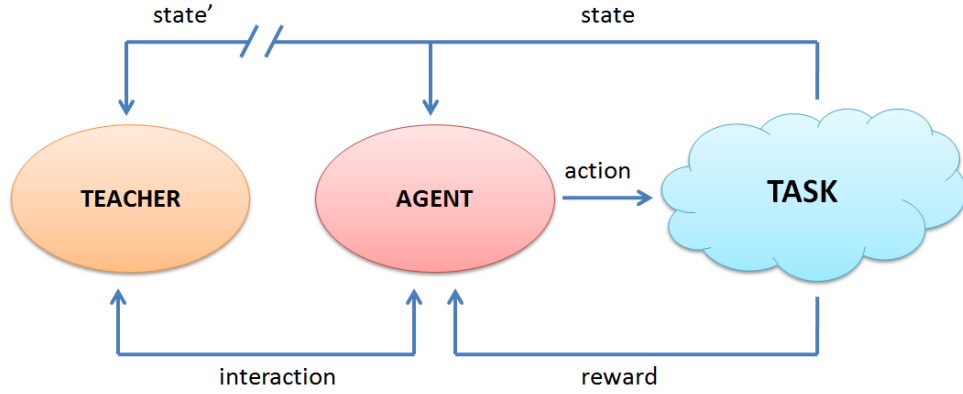 state’
state
TEACHER
AGENT
action
TASK
interaction
reward